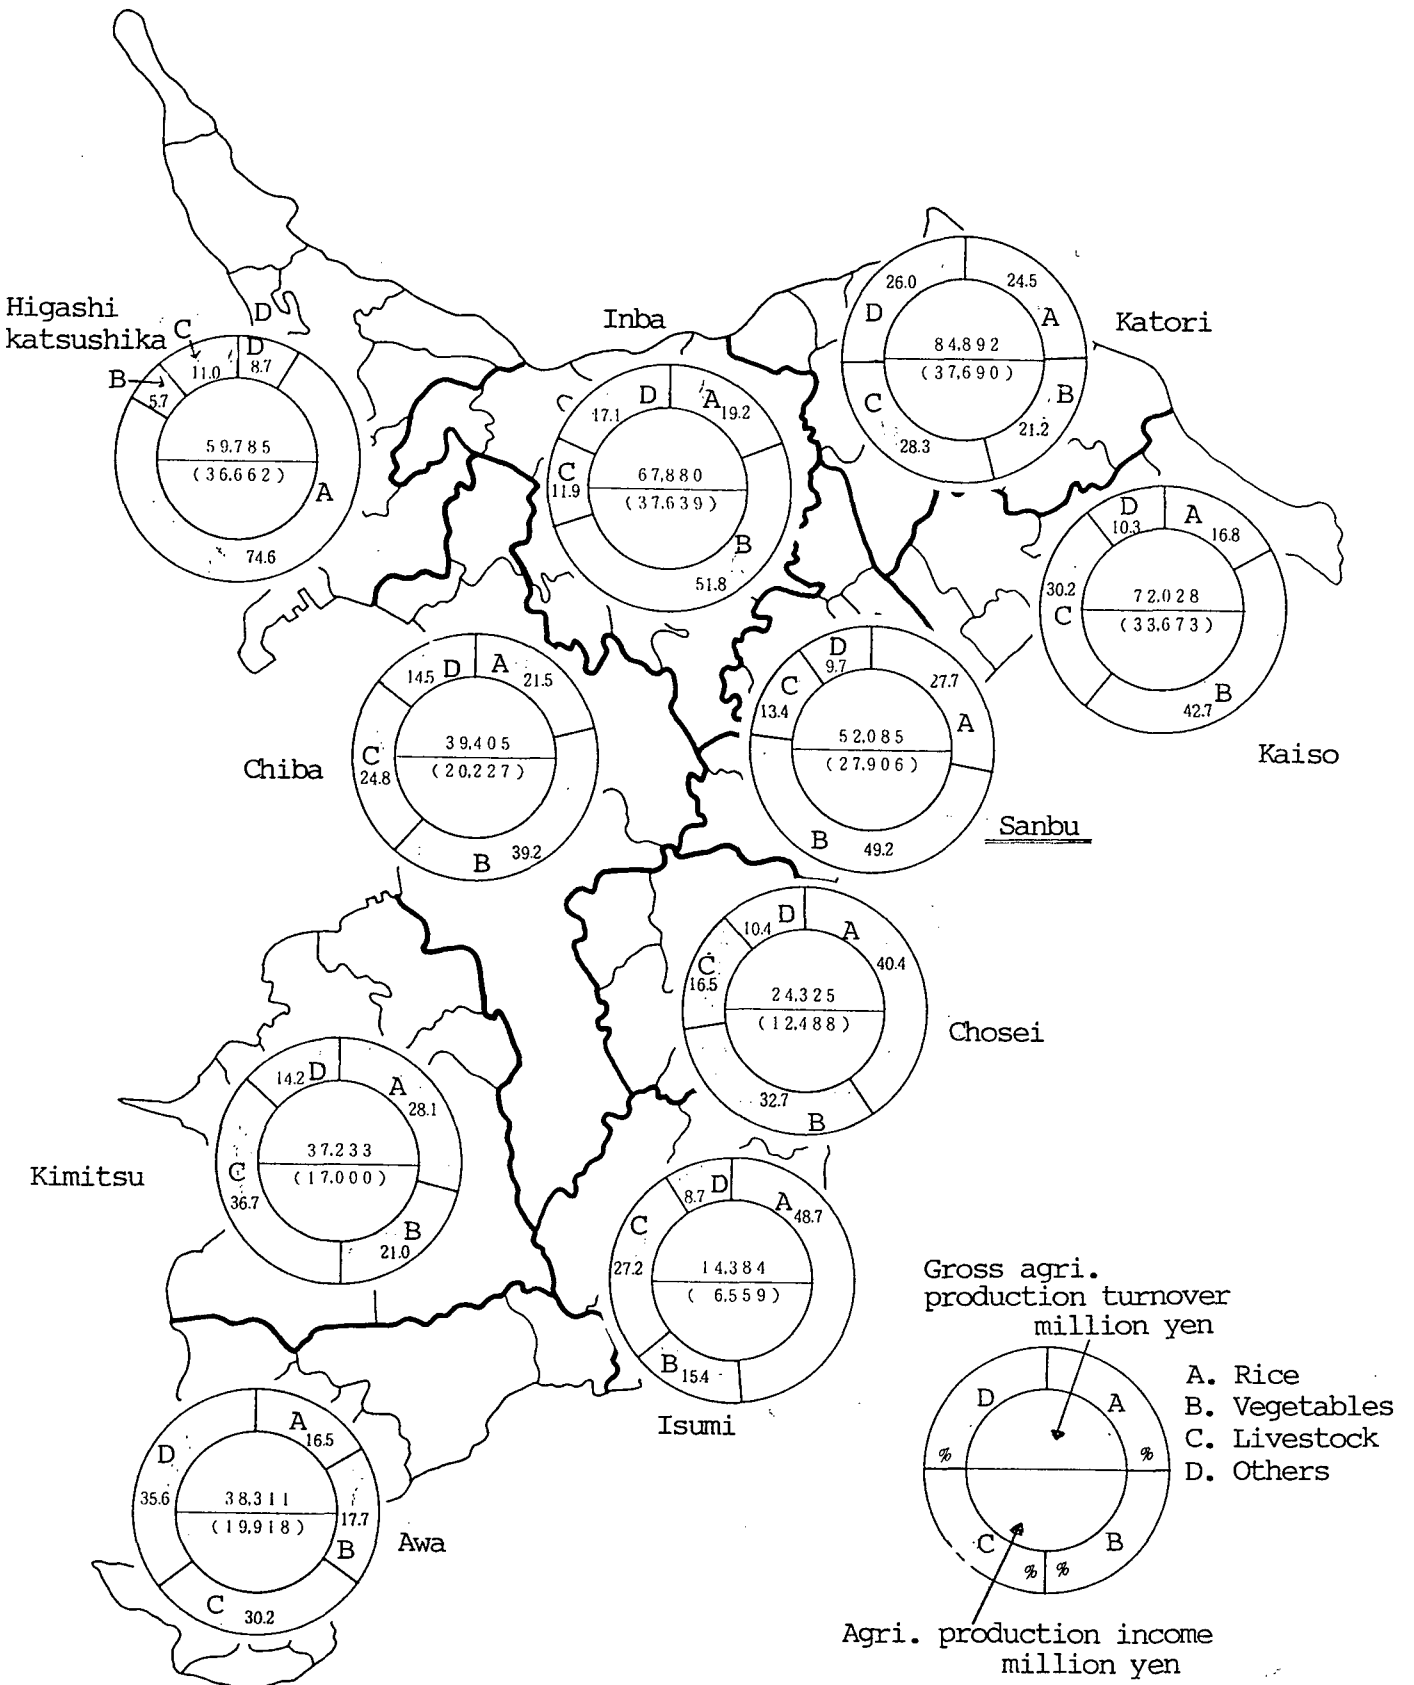 Higashi
katsushika
D
C
11.0
D
8.7
B
5.7
59.785
(36.662)
A
74.6
Inba
D
17.1
A
19.2
C
11.9
67,880
(37.639)
B
51.8
26.0
24.5
D
A
Katori
84.892
(37,690)
C
B
28.3
21.2
D
10.3
A
16.8
30.2
C
72.028
(33,673)
B
42.7
Kaiso
14.5 D
A
21.5
Chiba
C
24.8
39,405
(20,227)
B
39.2
D
9.7
C
13.4
27.7
A
52,085
(27,906)
B
49.2
Sanbu
10.4 D
A
40.4
C
16.5
24,325
(12,488)
32.7
B
Chosei
14.2 D
A
28.1
Kimitsu
C
36.7
37.233
(17.000)
B
21.0
8.7 D
A
48.7
C
27.2
14,384
( 6,559)
B 15.4
Isumi
A
16.5
D
35.6
38,311
(19,918)
17.7
B
C
30.2
Awa
Gross agri.
production turnover
million yen
D
A
%
%
C
B
%
%
A. Rice
B. Vegetables
C. Livestock
D. Others
Agri. production income
million yen